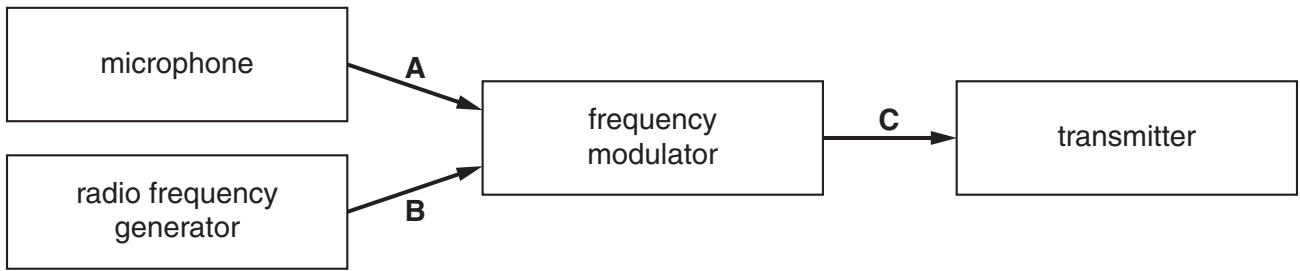 microphone
A
radio frequency
generator
B
frequency
modulator
C
transmitter